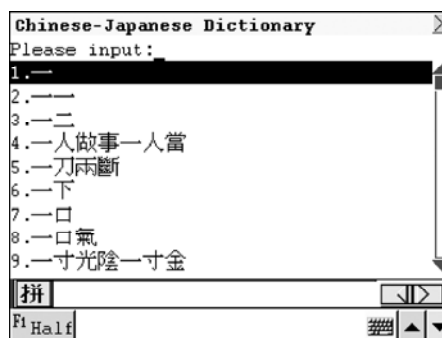 Chinese-Japanese Dictionary
Please input:_
1.一
2.一一
3.一二
4.一人做事一人當
5.一刀兩斷
6.一下
7.一口
8.一口氣
9.一寸光陰一寸金
拼
F1 Half